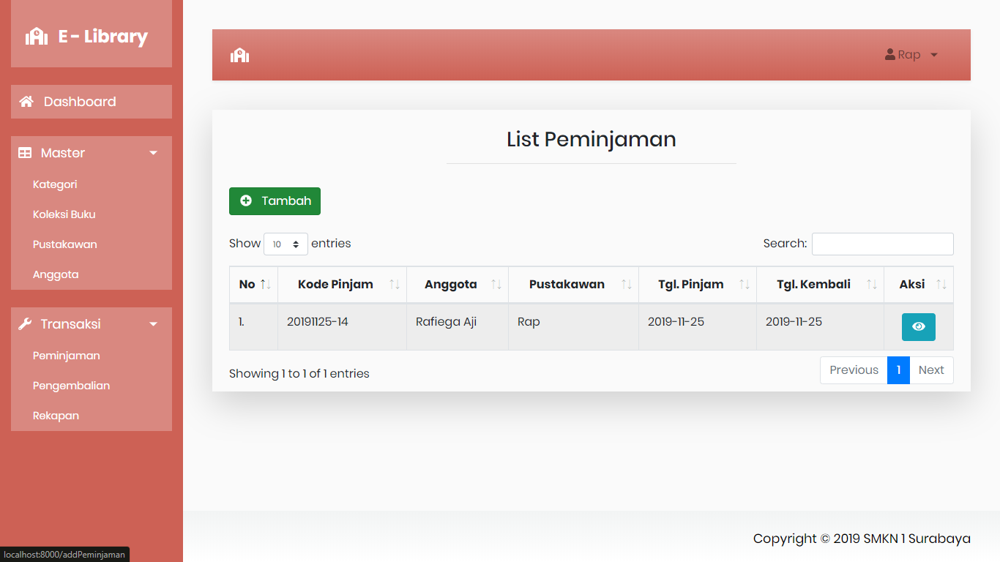 E - Library
Dashboard
Master
Kategori
Koleksi Buku
Pustakawan
Anggota
Transaksi
Peminjaman
Pengembalian
Rekapan
Rap
List Peminjaman
Tambah
Show 10 entries
Search:
No Kode Pinjam Anggota Pustakawan Tgl. Pinjam Tgl. Kembali Aksi
1. 20191125-14 Rafiega Aji Rap 2019-11-25 2019-11-25
Showing 1 to 1 of 1 entries
Previous 1 Next
Copyright © 2019 SMKN 1 Surabaya
localhost:8000/addPeminjaman